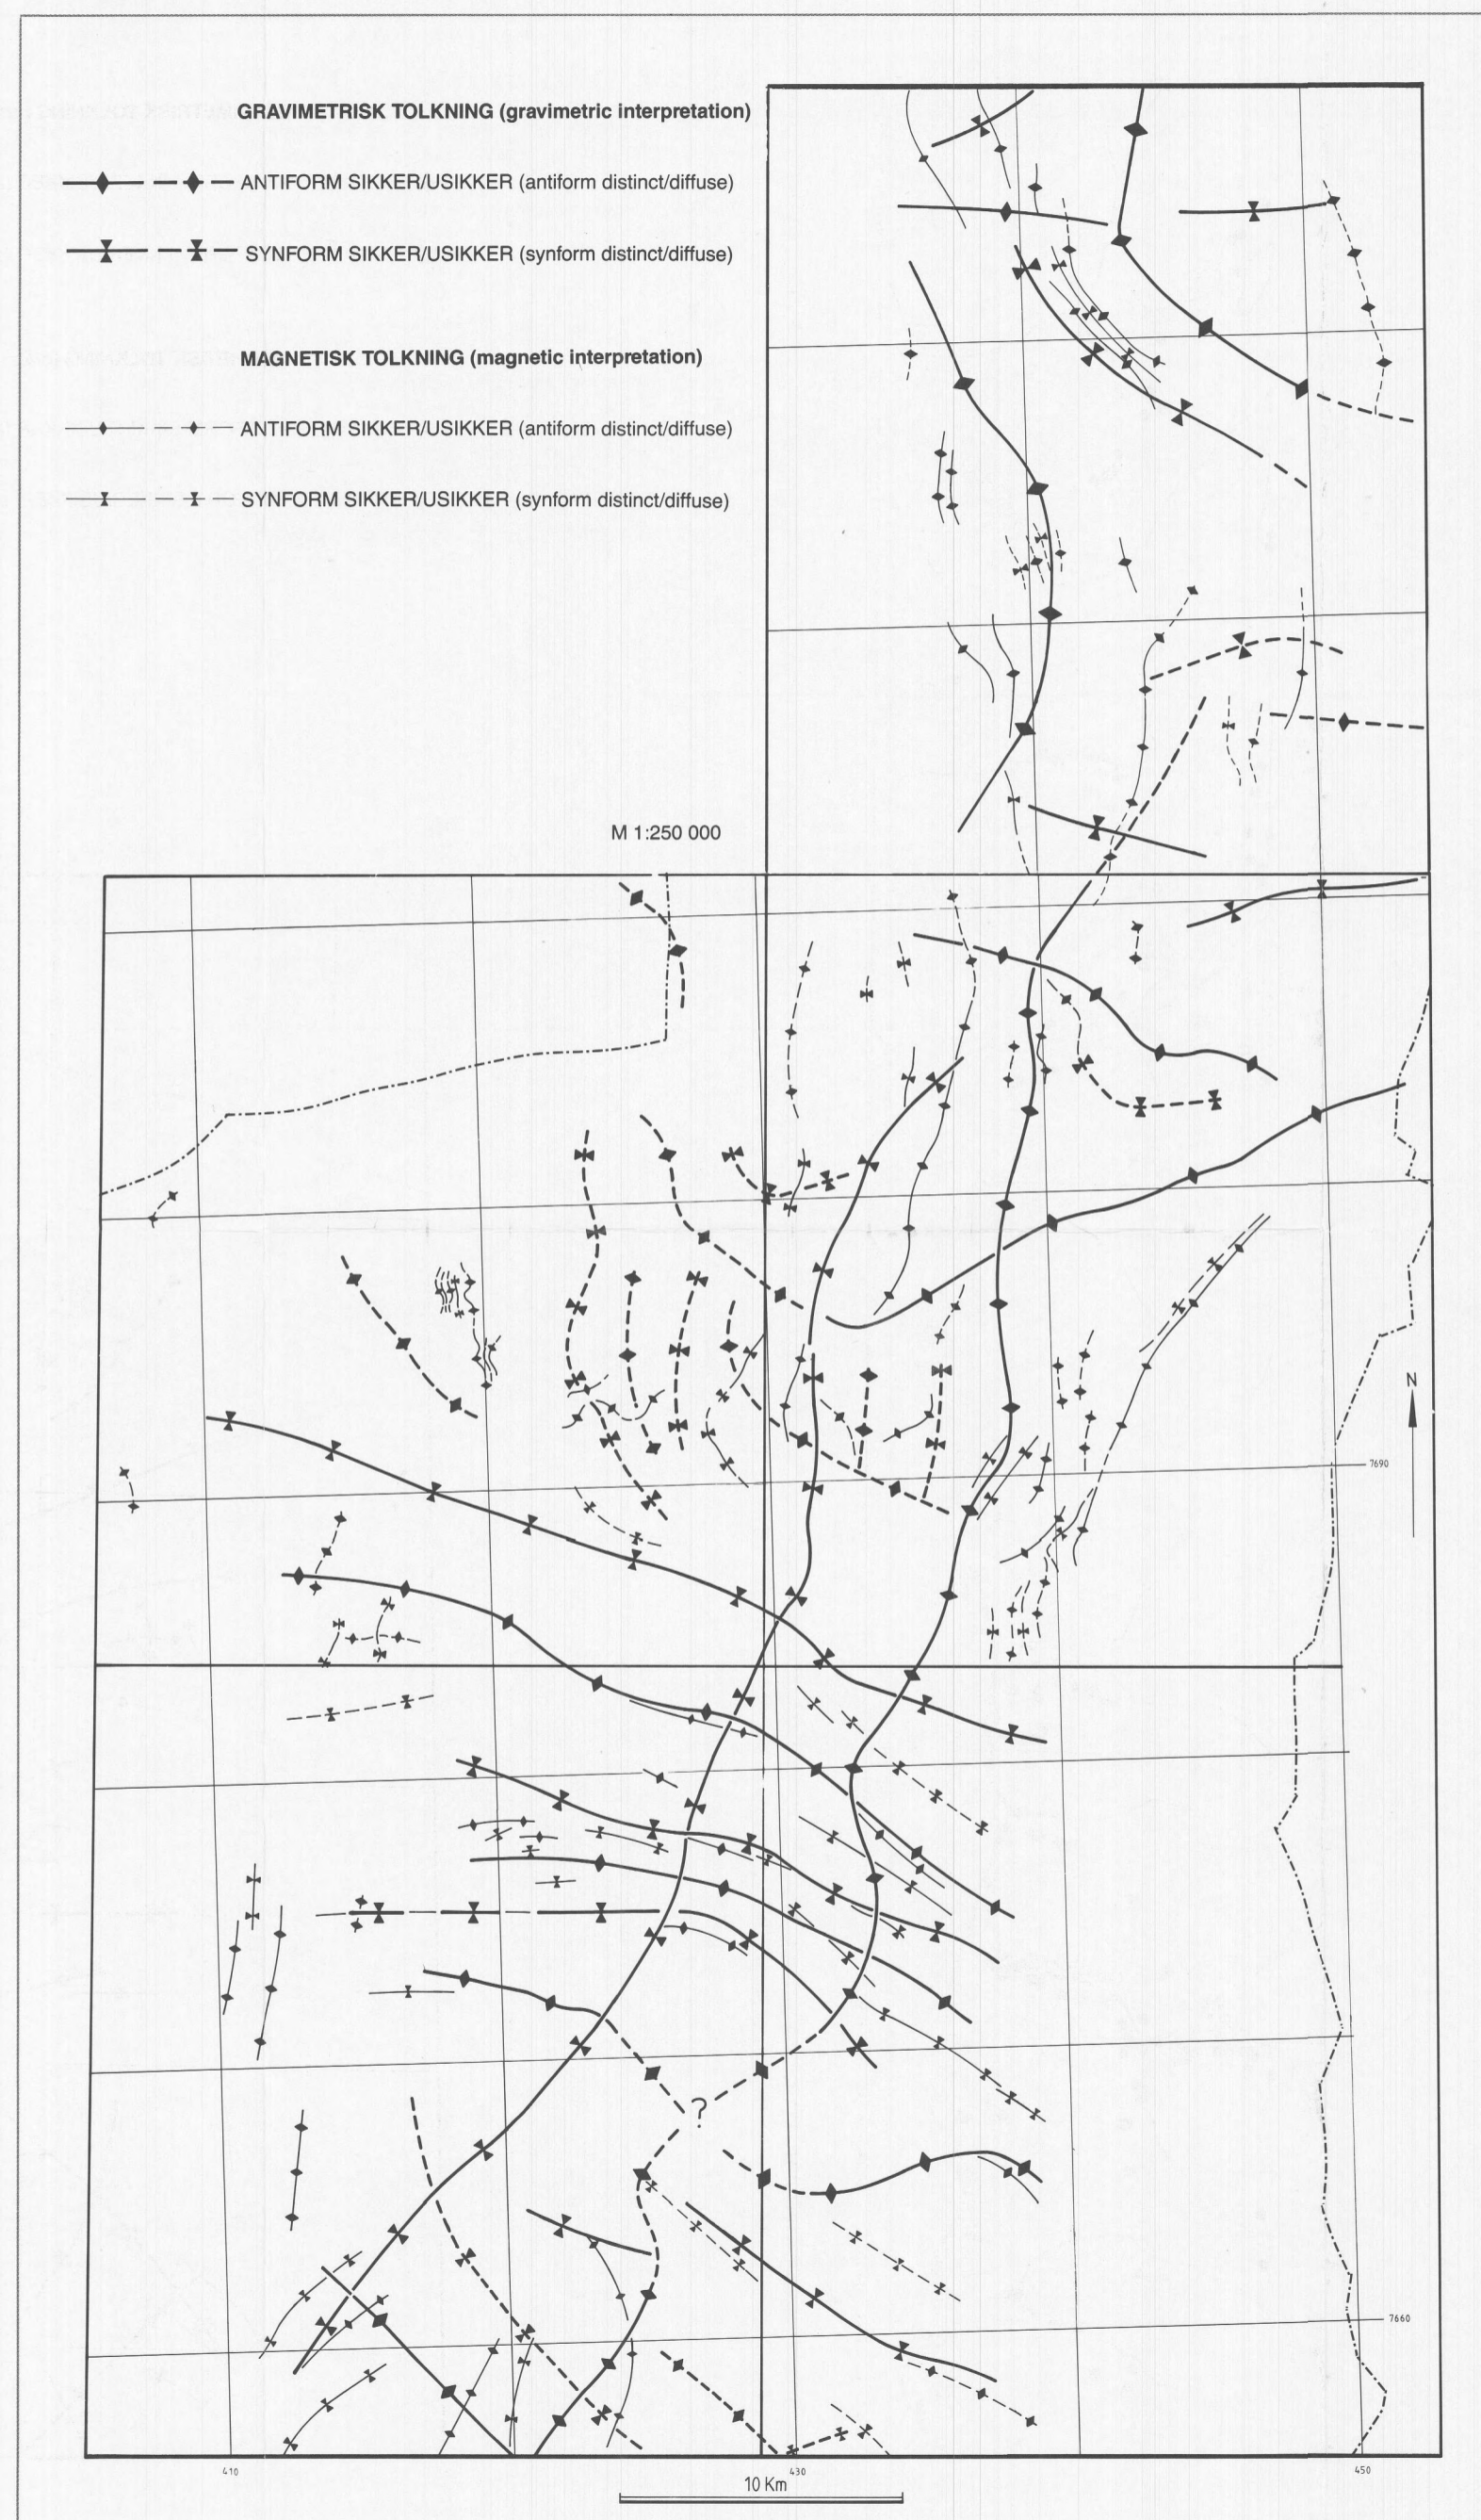 GRAVIMETRISK TOLKNING (gravimetric interpretation)
ANTIFORM SIKKER/USIKKER (antiform distinct/diffuse)
SYNFORM SIKKER/USIKKER (synform distinct/diffuse)
MAGNETISK TOLKNING (magnetic interpretation)
ANTIFORM SIKKER/USIKKER (antiform distinct/diffuse)
SYNFORM SIKKER/USIKKER (synform distinct/diffuse)
M 1:250 000
N
7690
?
7660
410
430
450
10 Km